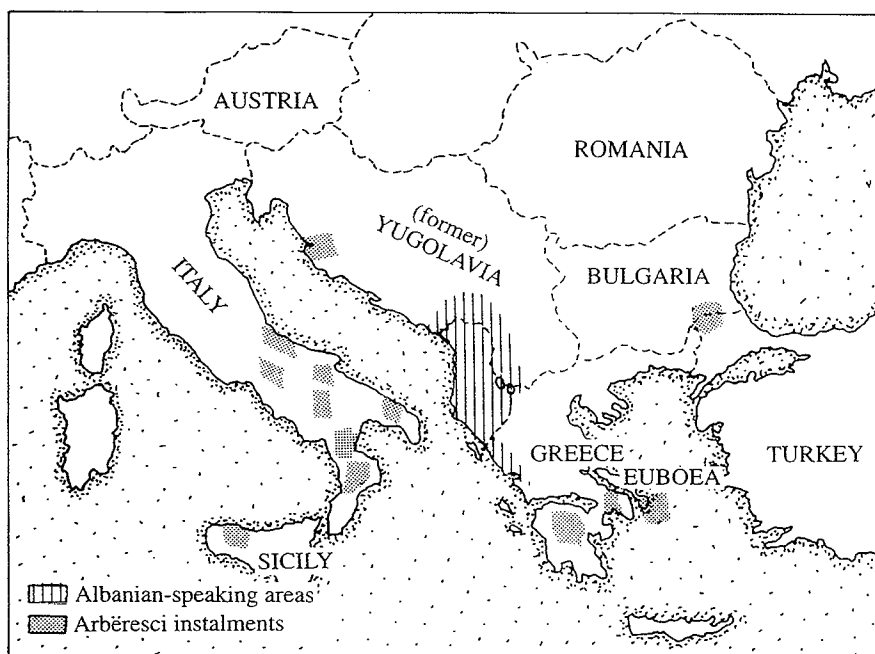 AUSTRIA
ROMANIA
(former)
YUGOLAVIA
ITALY
BULGARIA
GREECE
EUBOEA
TURKEY
SICILY
Albanian-speaking areas
Arbëresci instalments